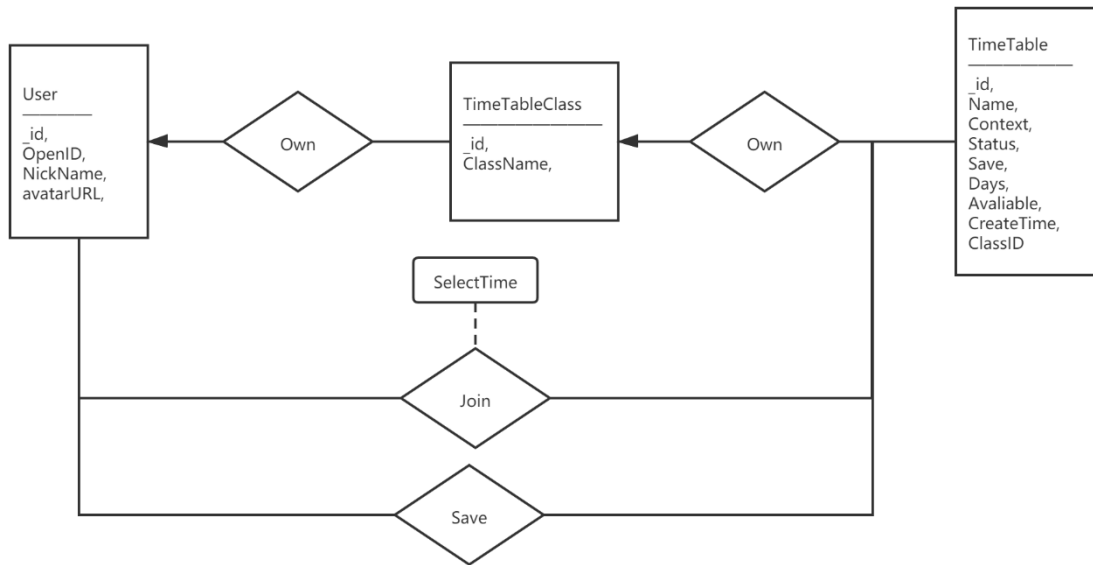 User
_id,
OpenID,
NickName,
avatarURL,
Own
TimeTableClass
_id,
ClassName,
Own
TimeTable
_id,
Name,
Context,
Status,
Save,
Days,
Avaliable,
CreateTime,
ClassID
SelectTime
Join
Save